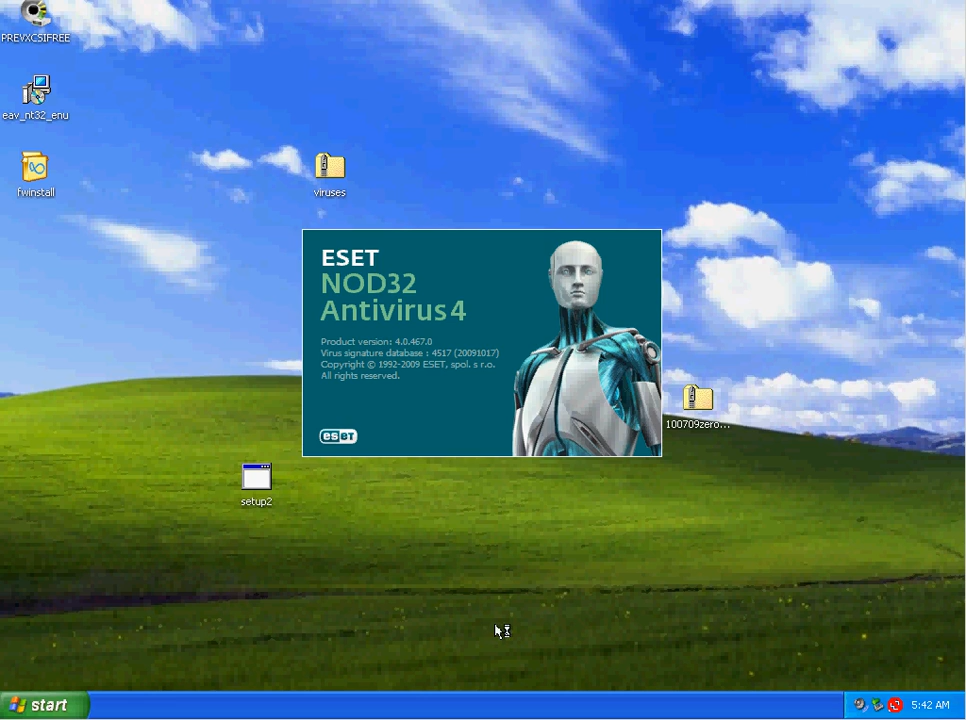 PREVXCSIFREE
eav_nt32_enu
fwinstall
viruses
ESET
NOD32
Antivirus 4
Product version: 4.0.467.0
Virus signature database : 4517 (20091017)
Copyright © 1992-2009 ESET, spol. s r.o.
All rights reserved.
eset
100709zero...
setup2
start
5:42 AM